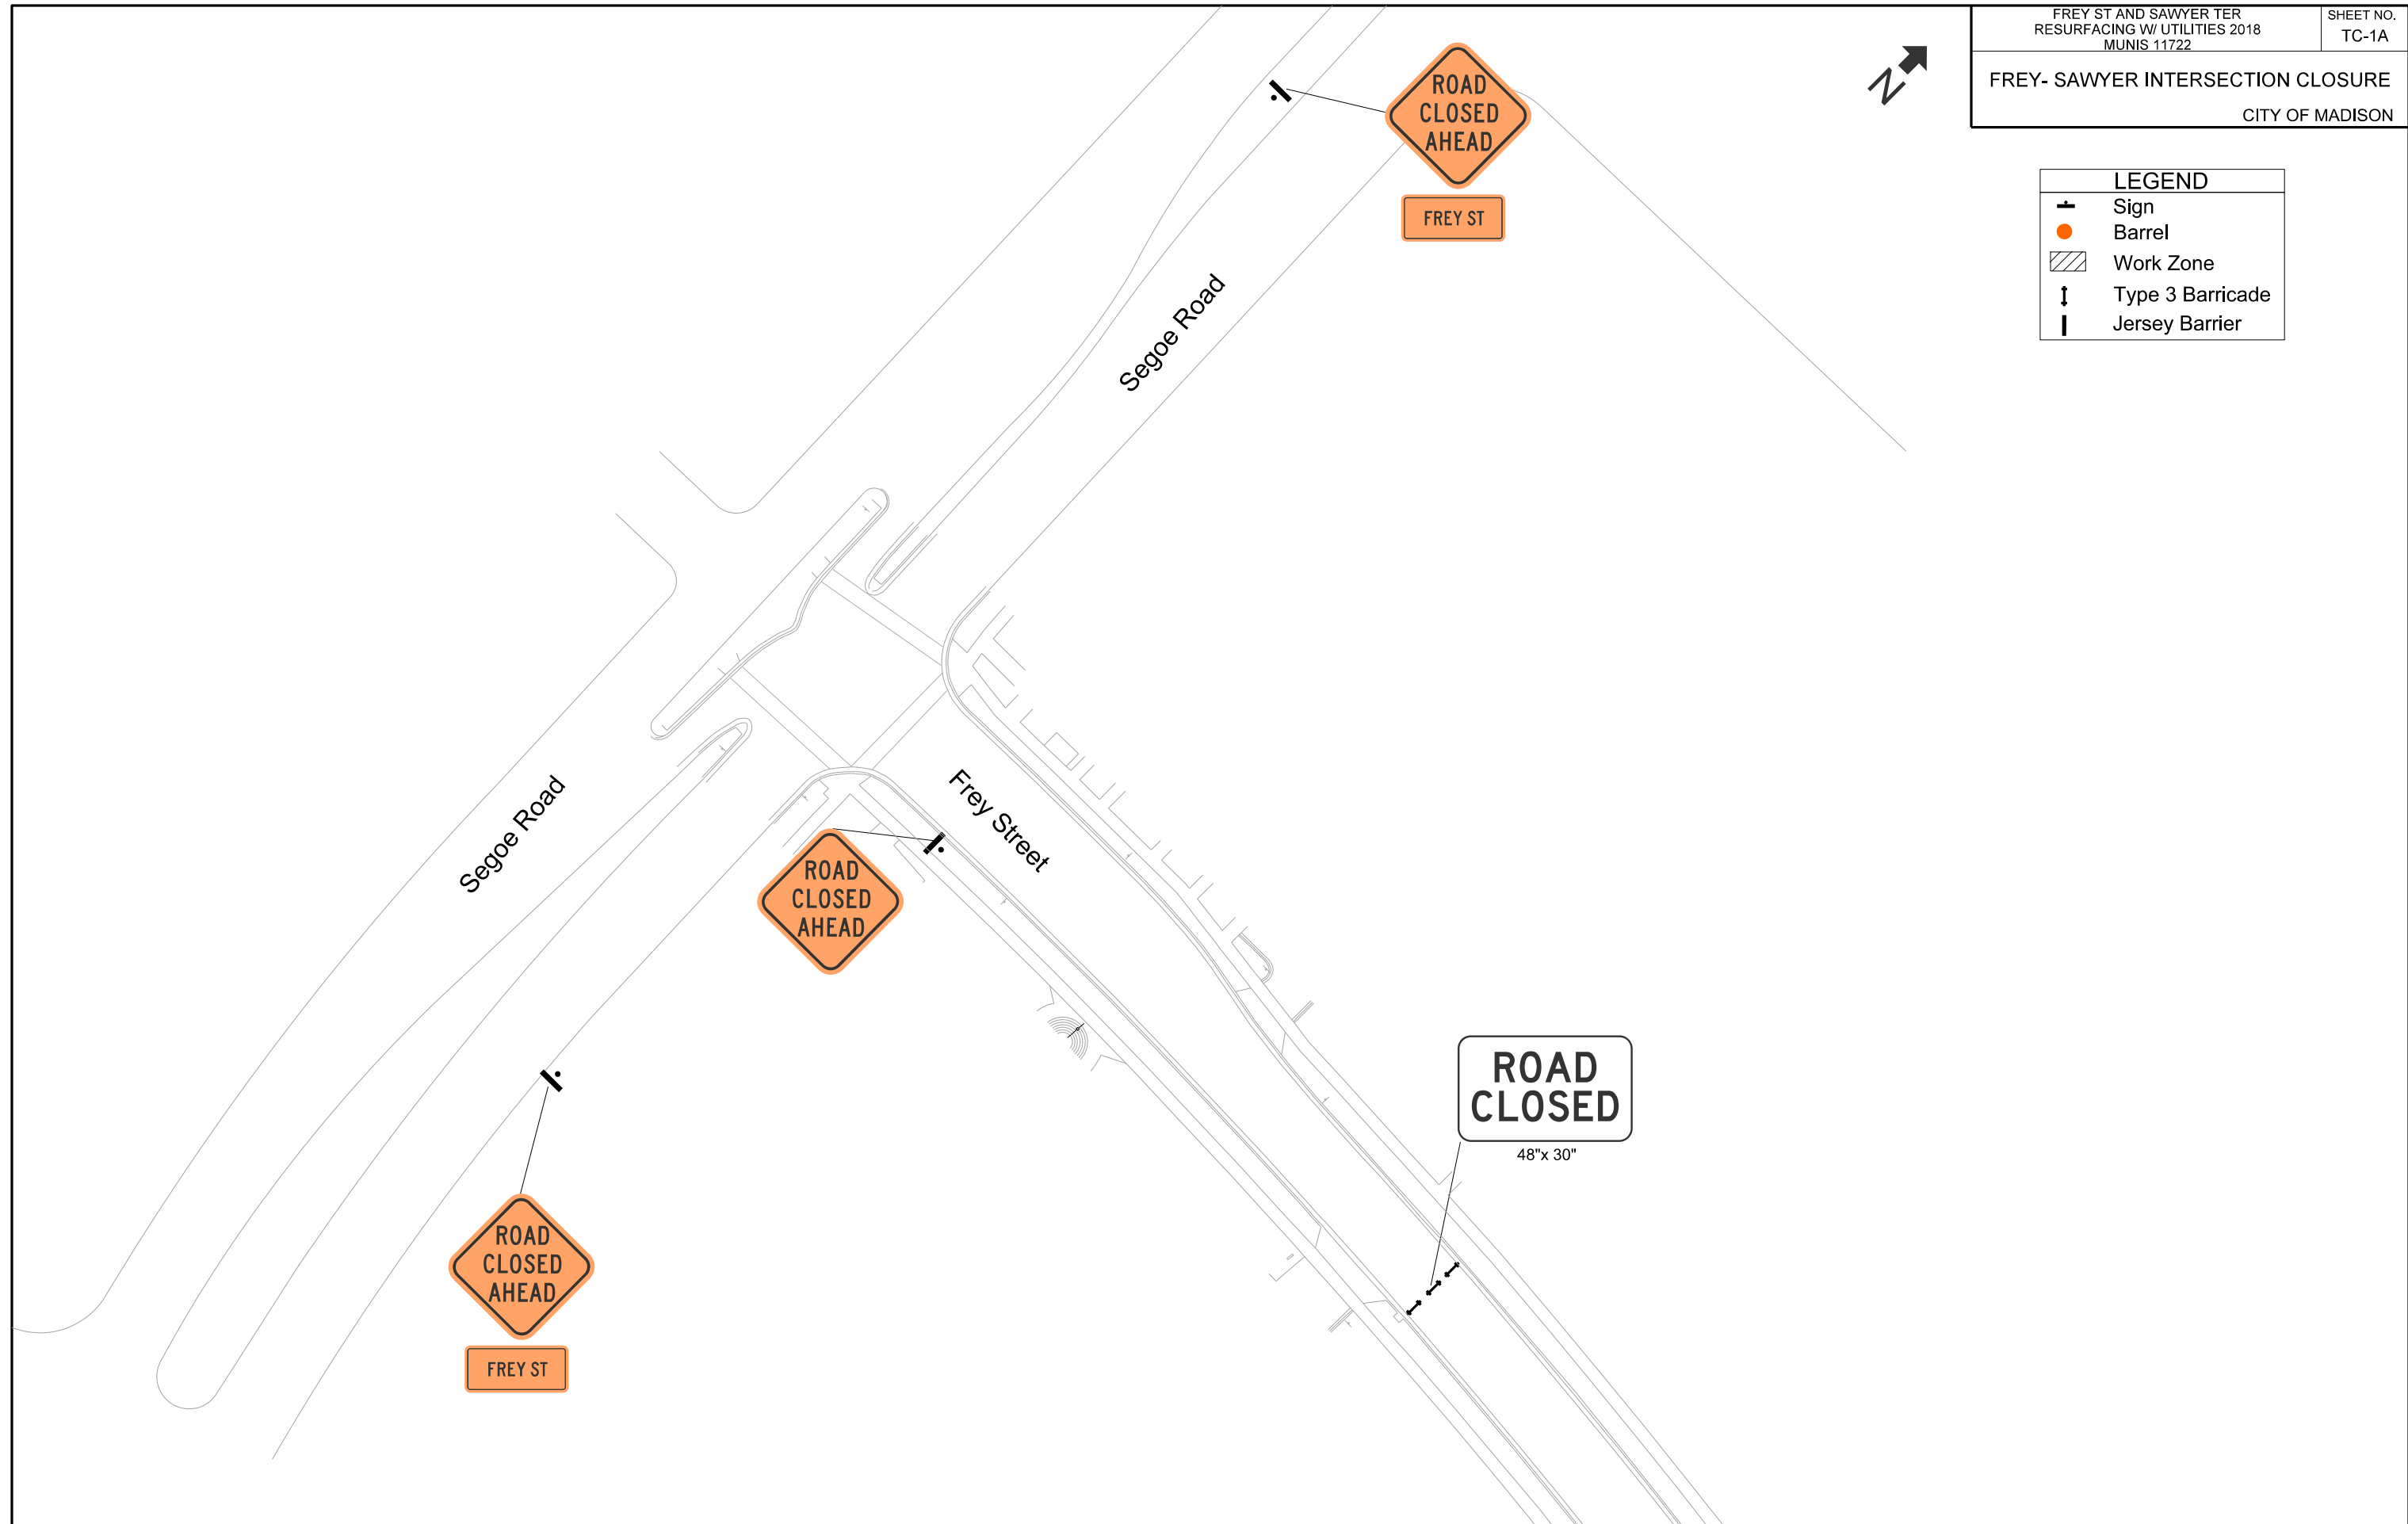 FREY ST AND SAWYER TER
RESURFACING W/ UTILITIES 2018
MUNIS 11722
SHEET NO.
TC-1A
FREY- SAWYER INTERSECTION CLOSURE
CITY OF MADISON
N
LEGEND
Sign
Barrel
Work Zone
Type 3 Barricade
Jersey Barrier
ROAD
CLOSED
AHEAD
FREY ST
Segoe Road
Segoe Road
Frey Street
ROAD
CLOSED
AHEAD
ROAD
CLOSED
48"x 30"
ROAD
CLOSED
AHEAD
FREY ST